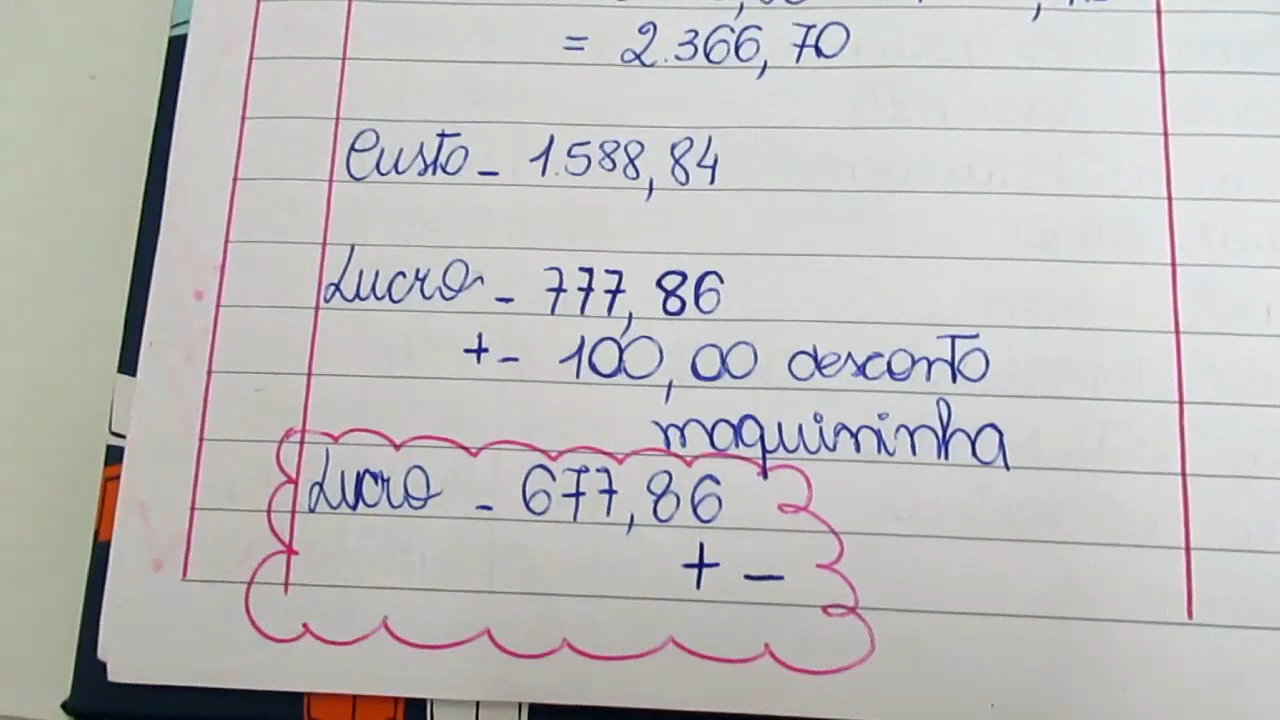 = 2.366,70
Custo - 1.588,84
Lucro - 777,86
+- 100,00 desconto
maquininha
Lucro - 677,86
+ -